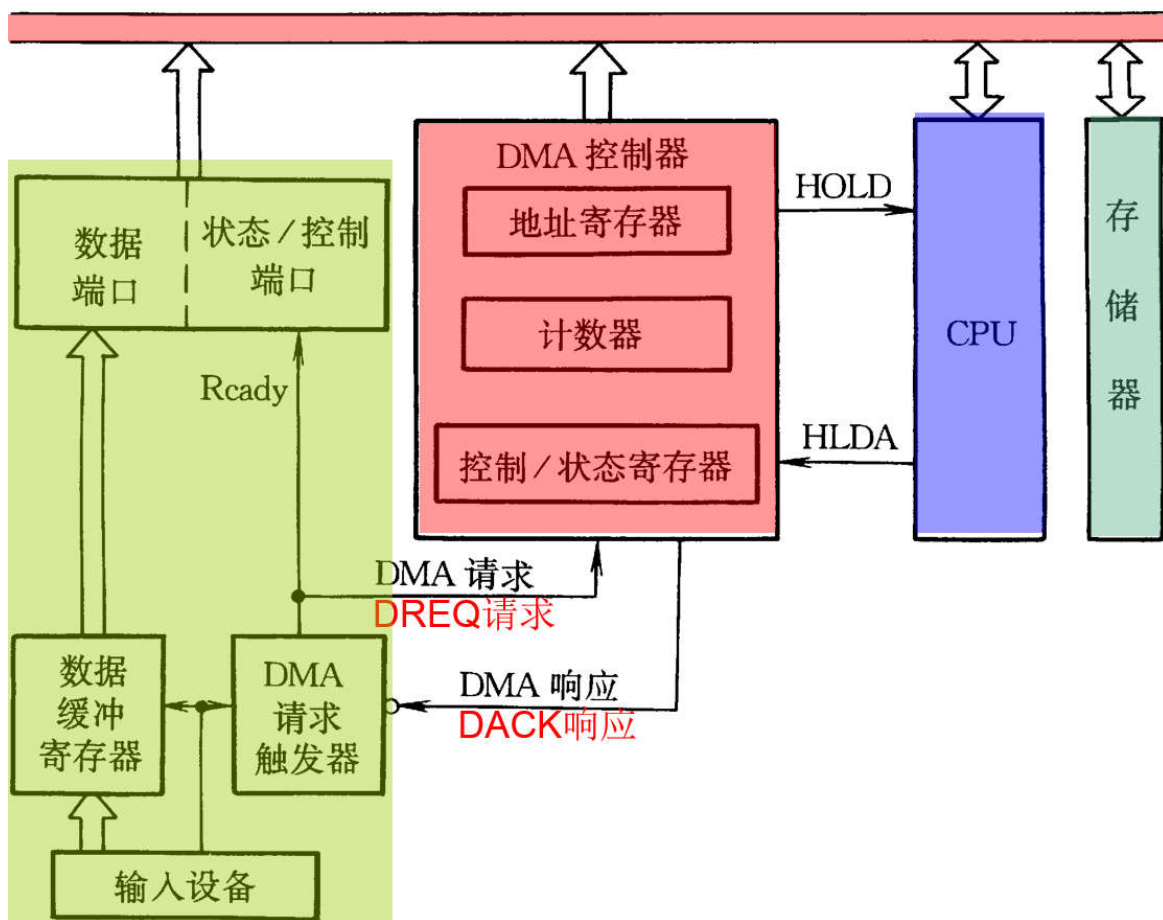 DMA 控制器
地址寄存器
计数器
控制/状态寄存器
HOLD
HLDA
CPU
存
储
器
数据
端口
状态/控制
端口
Rcady
DMA 请求
DREQ请求
DMA 响应
DACK响应
数据
缓冲
寄存器
DMA
请求
触发器
输入设备